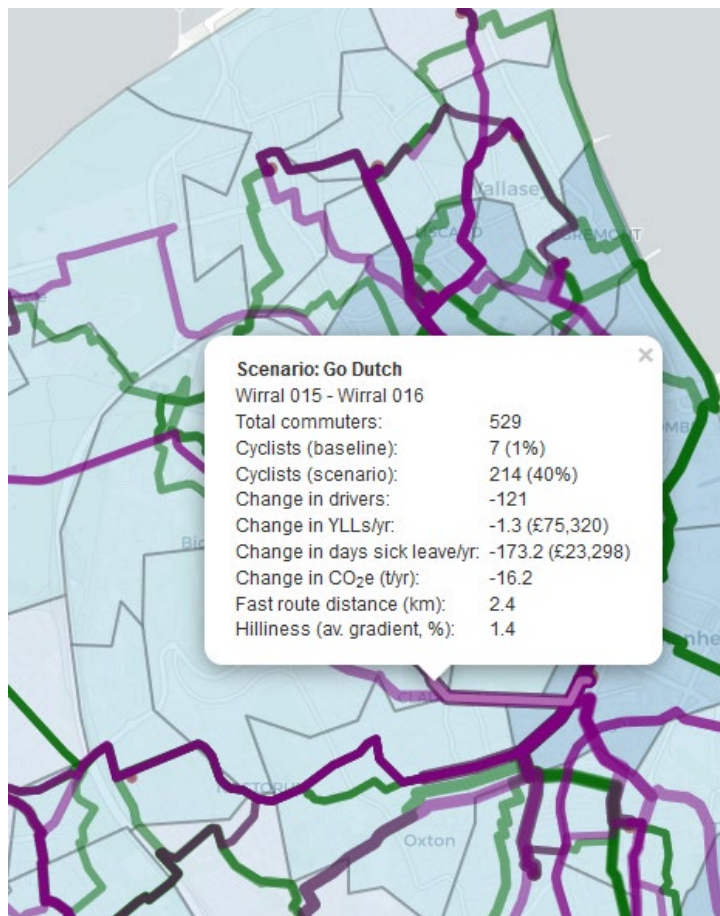 Vallasey
EGREMONT
×
Scenario: Go Dutch
Wirral 015 - Wirral 016
Total commuters: 529
Cyclists (baseline): 7 (1%)
Cyclists (scenario): 214 (40%)
Change in drivers: -121
Change in YLLs/yr: -1.3 (£75,320)
Change in days sick leave/yr: -173.2 (£23,298)
Change in CO₂e (t/yr): -16.2
Fast route distance (km): 2.4
Hilliness (av. gradient, %): 1.4
Oxton